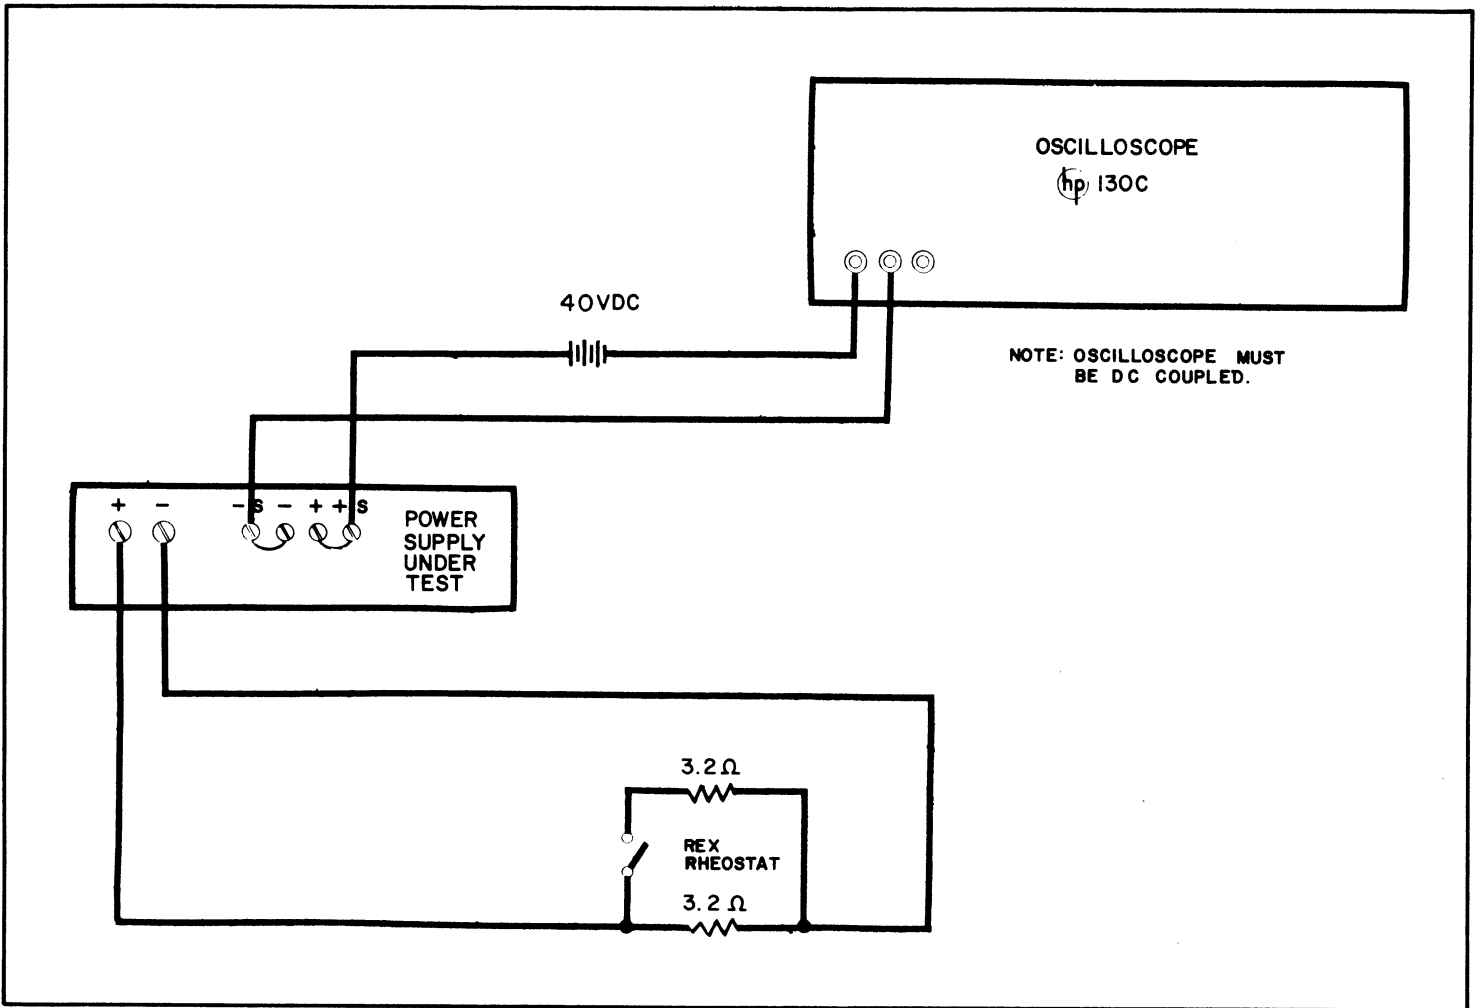 OSCILLOSCOPE
hp 130C
40VDC
NOTE: OSCILLOSCOPE MUST
BE DC COUPLED.
+ - -S - + +S
POWER
SUPPLY
UNDER
TEST
3.2Ω
REX
RHEOSTAT
3.2Ω